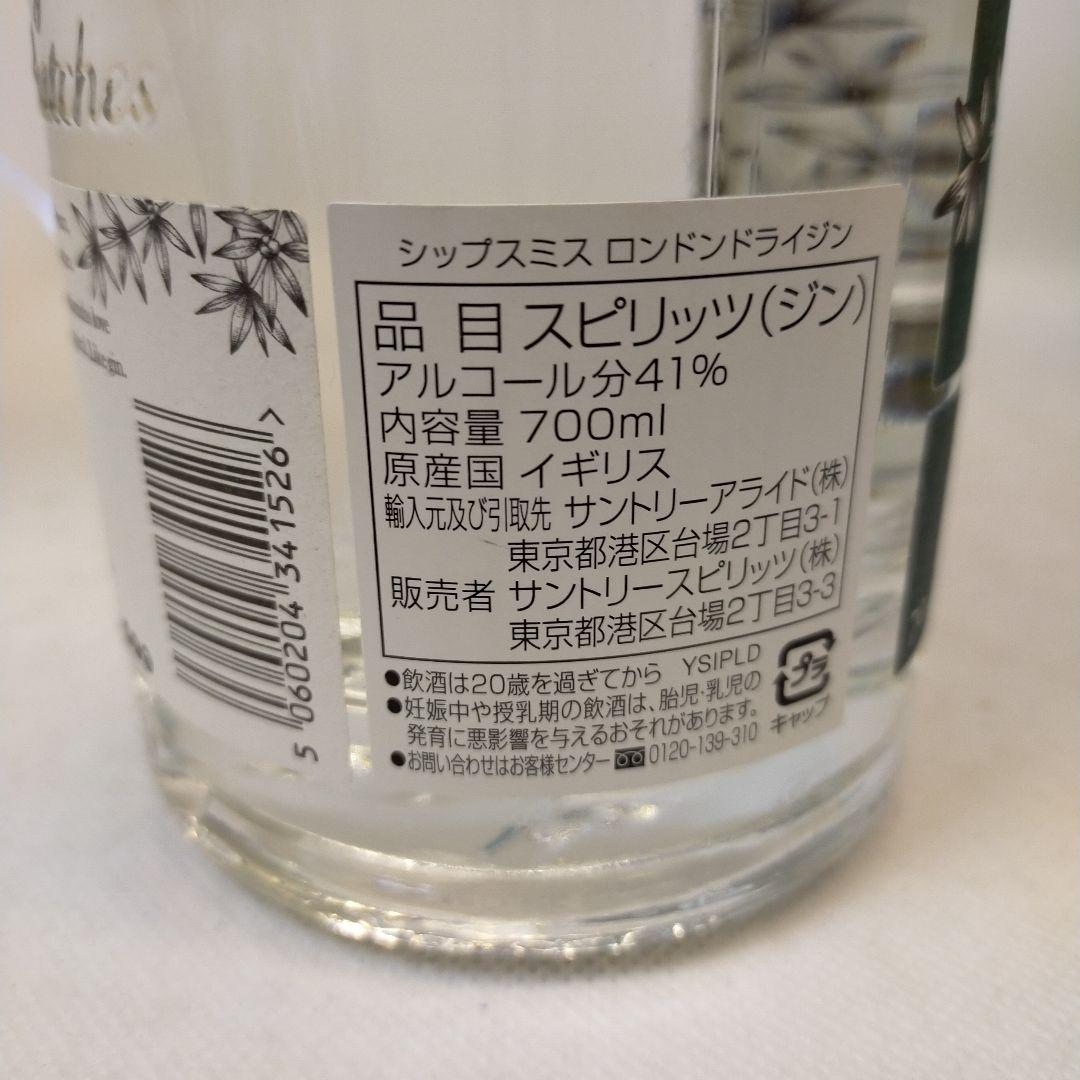 atches
love
Like gin.
5 060204 341526 >
シップスミス ロンドンドライジン
品 目 スピリッツ(ジン)
アルコール分41%
内容量 700ml
原産国 イギリス
輸入元及び引取先 サントリーアライド(株)
東京都港区台場2丁目3-1
販売者 サントリースピリッツ(株)
東京都港区台場2丁目3-3
●飲酒は20歳を過ぎてから YSIPLD
●妊娠中や授乳期の飲酒は、胎児・乳児の
発育に悪影響を与えるおそれがあります。
●お問い合わせはお客様センター 0120-139-310
プラ
キャップ